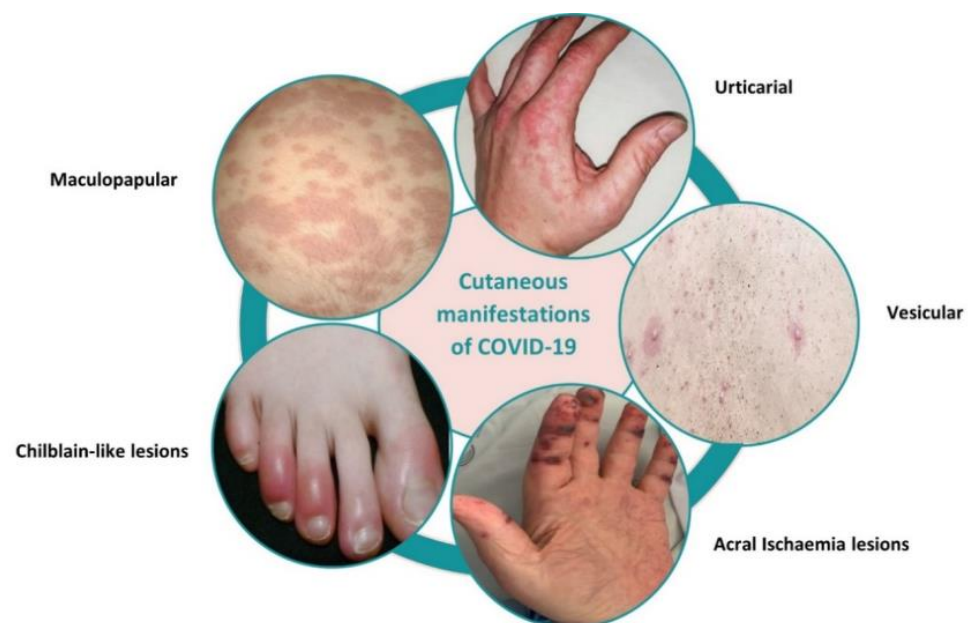 Urticarial
Maculopapular
Cutaneous
manifestations
of COVID-19
Vesicular
Chilblain-like lesions
Acral Ischaemia lesions